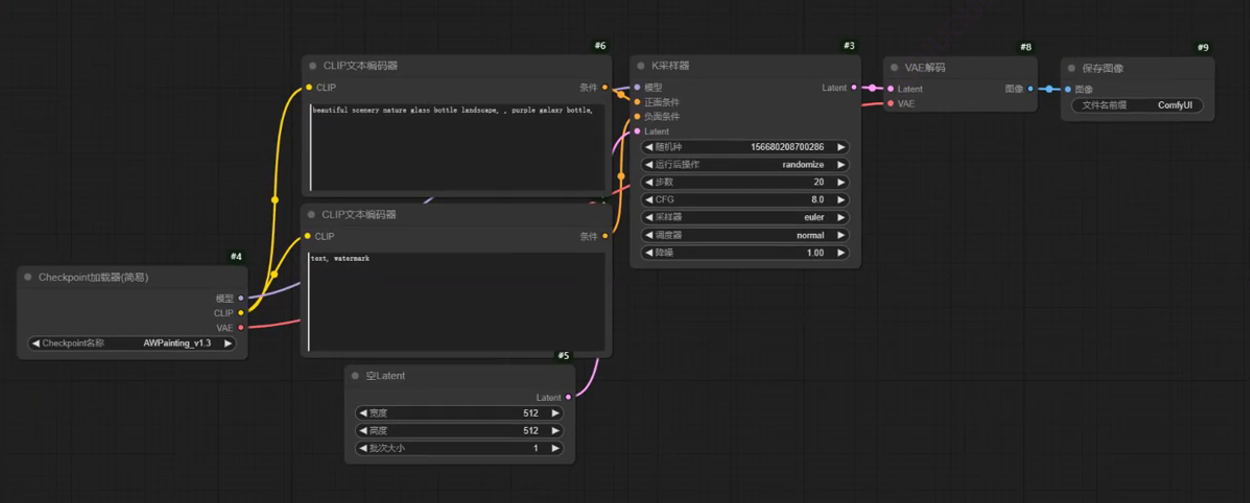 #4
Checkpoint加载器(简易)
模型
CLIP
VAE
Checkpoint名称 AWPainting_v1.3
#6
CLIP文本编码器
CLIP 条件
beautiful scenery nature glass bottle landscape, , purple galaxy bottle,
CLIP文本编码器
CLIP 条件
text, watermark
#5
空Latent
Latent
宽度 512
高度 512
批次大小 1
#3
K采样器
模型 Latent
正面条件
负面条件
Latent
随机种 156680208700286
运行后操作 randomize
步数 20
CFG 8.0
采样器 euler
调度器 normal
降噪 1.00
#8
VAE解码
Latent 图像
VAE
#9
保存图像
图像
文件名前缀 ComfyUI